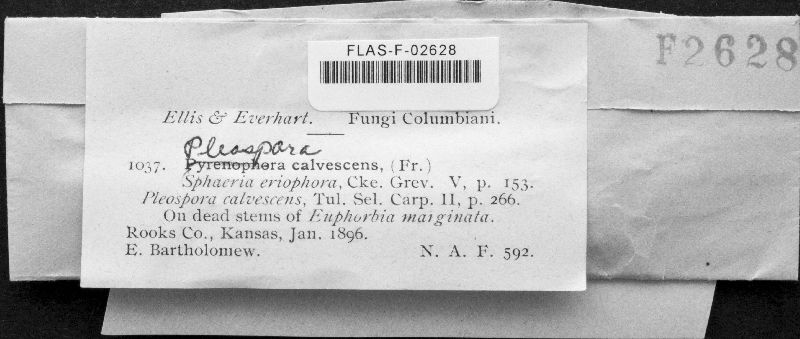 FLAS-F-02628
F2628
Ellis & Everhart. Fungi Columbiani.
Pleospora
1037. Pyrenophora calvescens, (Fr.)
Sphaeria eriophora, Cke. Grev. V, p. 153.
Pleospora calvescens, Tul. Sel. Carp. II, p. 266.
On dead stems of Euphorbia marginata.
Rooks Co., Kansas, Jan. 1896.
E. Bartholomew. N. A. F. 592.